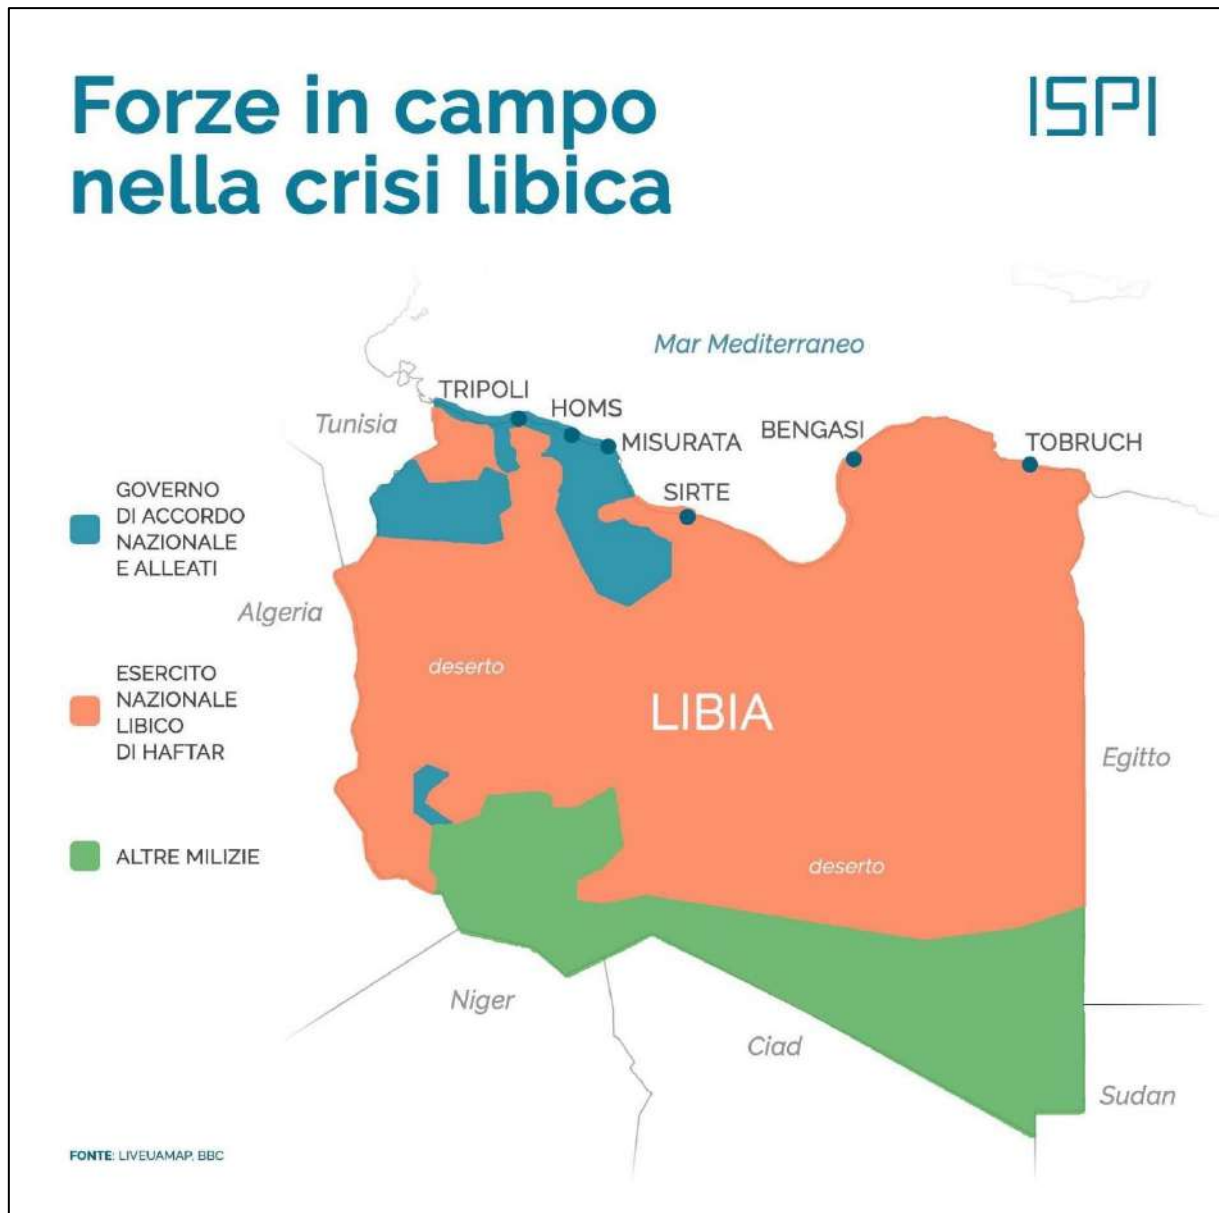 Forze in campo
nella crisi libica
ISPI
Mar Mediterraneo
TRIPOLI
HOMS
MISURATA
BENGASI
TOBRUCH
SIRTE
Tunisia
GOVERNO
DI ACCORDO
NAZIONALE
E ALLEATI
Algeria
deserto
ESERCITO
NAZIONALE
LIBICO
DI HAFTAR
LIBIA
Egitto
ALTRE MILIZIE
deserto
Niger
Ciad
Sudan
FONTE: LIVEUAMAP, BBC